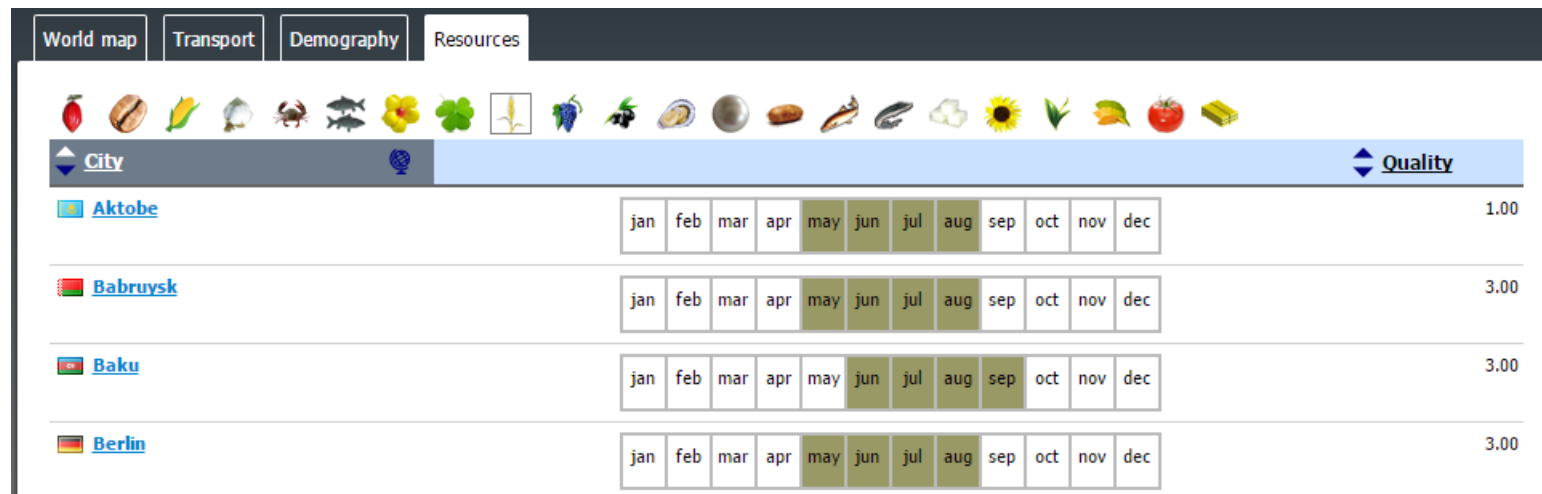 World map Transport Demography Resources
City Quality
Aktobe jan feb mar apr may jun jul aug sep oct nov dec 1.00
Babruysk jan feb mar apr may jun jul aug sep oct nov dec 3.00
Baku jan feb mar apr may jun jul aug sep oct nov dec 3.00
Berlin jan feb mar apr may jun jul aug sep oct nov dec 3.00